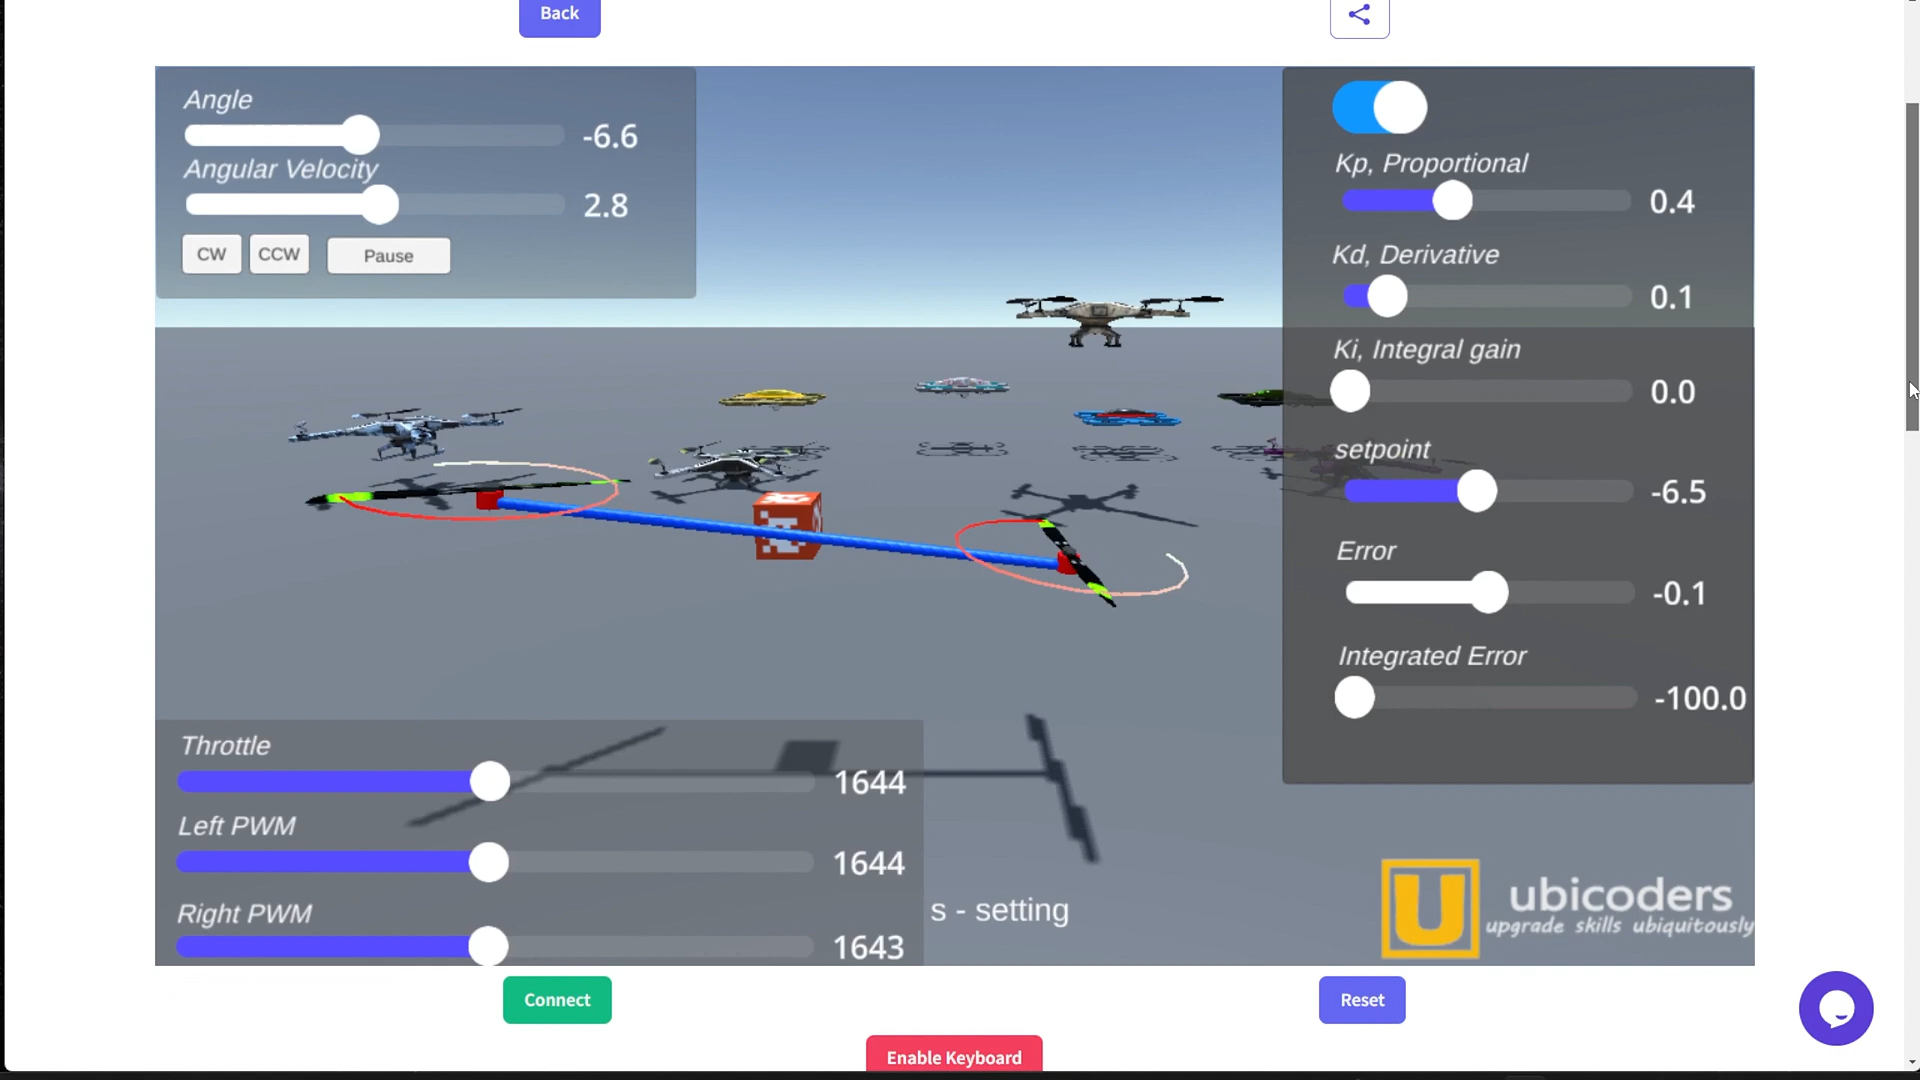 Back
Angle
-6.6
Angular Velocity
2.8
CW CCW Pause
Kp, Proportional
0.4
Kd, Derivative
0.1
Ki, Integral gain
0.0
setpoint
-6.5
Error
-0.1
Integrated Error
-100.0
Throttle
1644
Left PWM
1644
Right PWM
1643
s - setting
U ubicoders
upgrade skills ubiquitously
Connect
Reset
Enable Keyboard